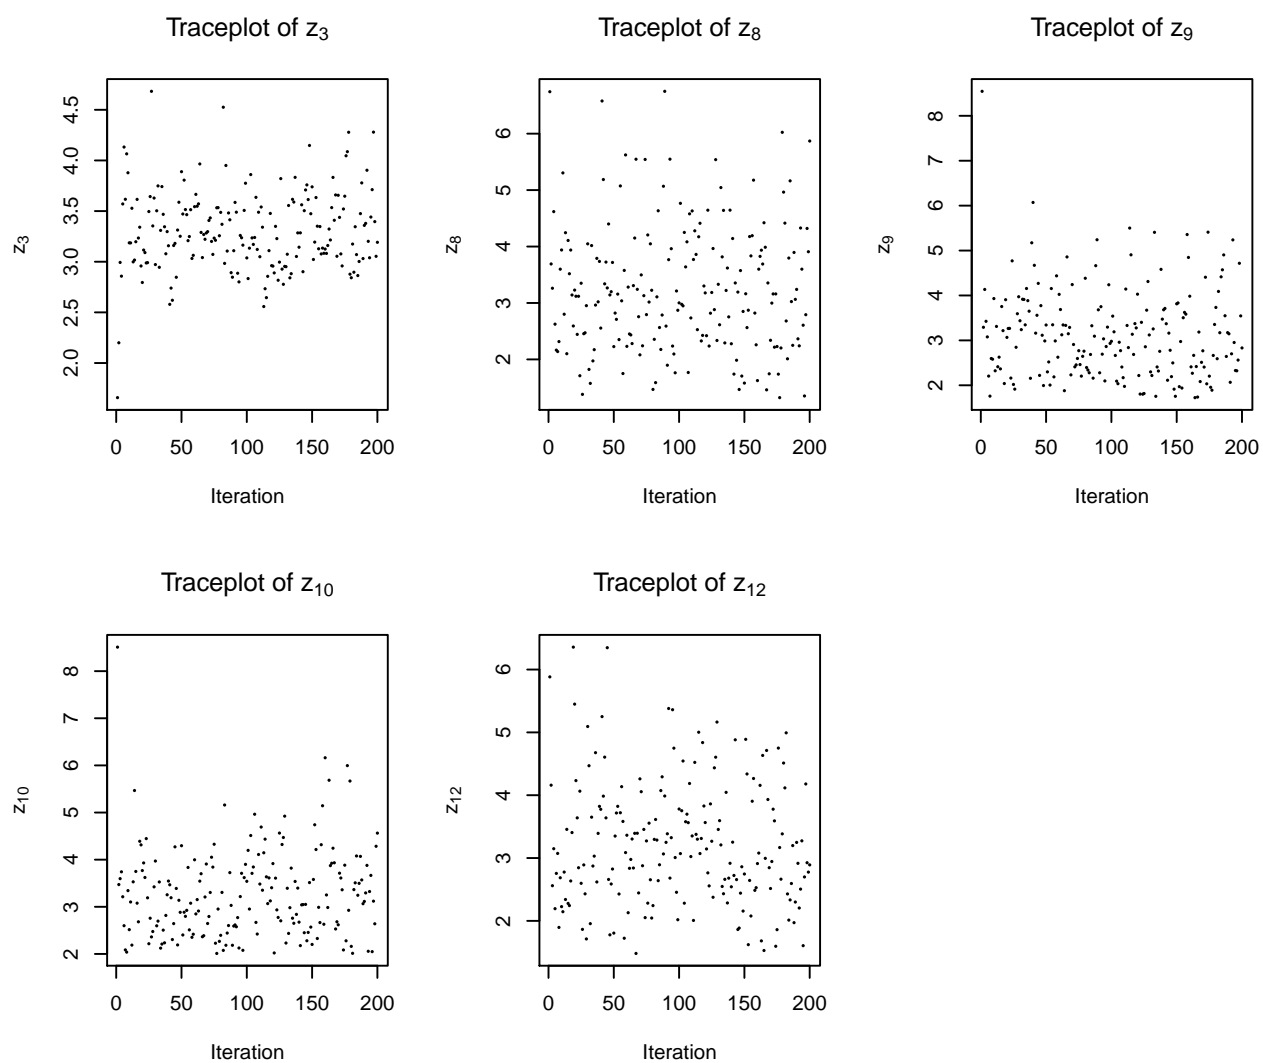 Traceplot of z3
Traceplot of z8
Traceplot of z9
z3
2.0 2.5 3.0 3.5 4.0 4.5
0 50 100 150 200
Iteration
z8
2 3 4 5 6
0 50 100 150 200
Iteration
z9
2 3 4 5 6 7 8
0 50 100 150 200
Iteration
Traceplot of z10
Traceplot of z12
z10
2 3 4 5 6 7 8
0 50 100 150 200
Iteration
z12
2 3 4 5 6
0 50 100 150 200
Iteration